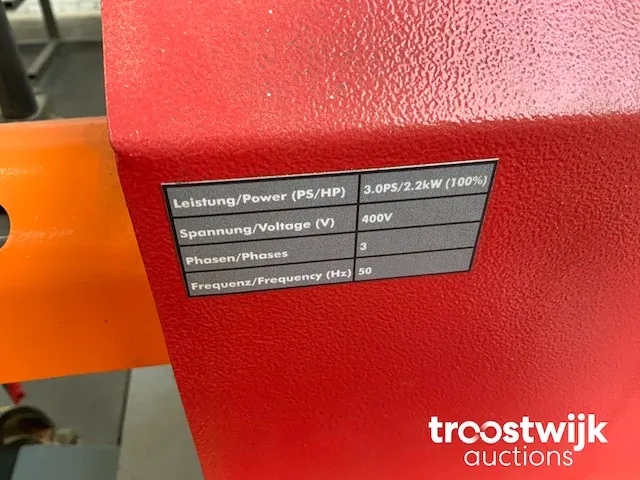 Leistung/Power (PS/HP) 3.0PS/2.2kW (100%)
Spannung/Voltage (V) 400V
Phasen/Phases 3
Frequenz/Frequency (Hz) 50
troostwijk
auctions